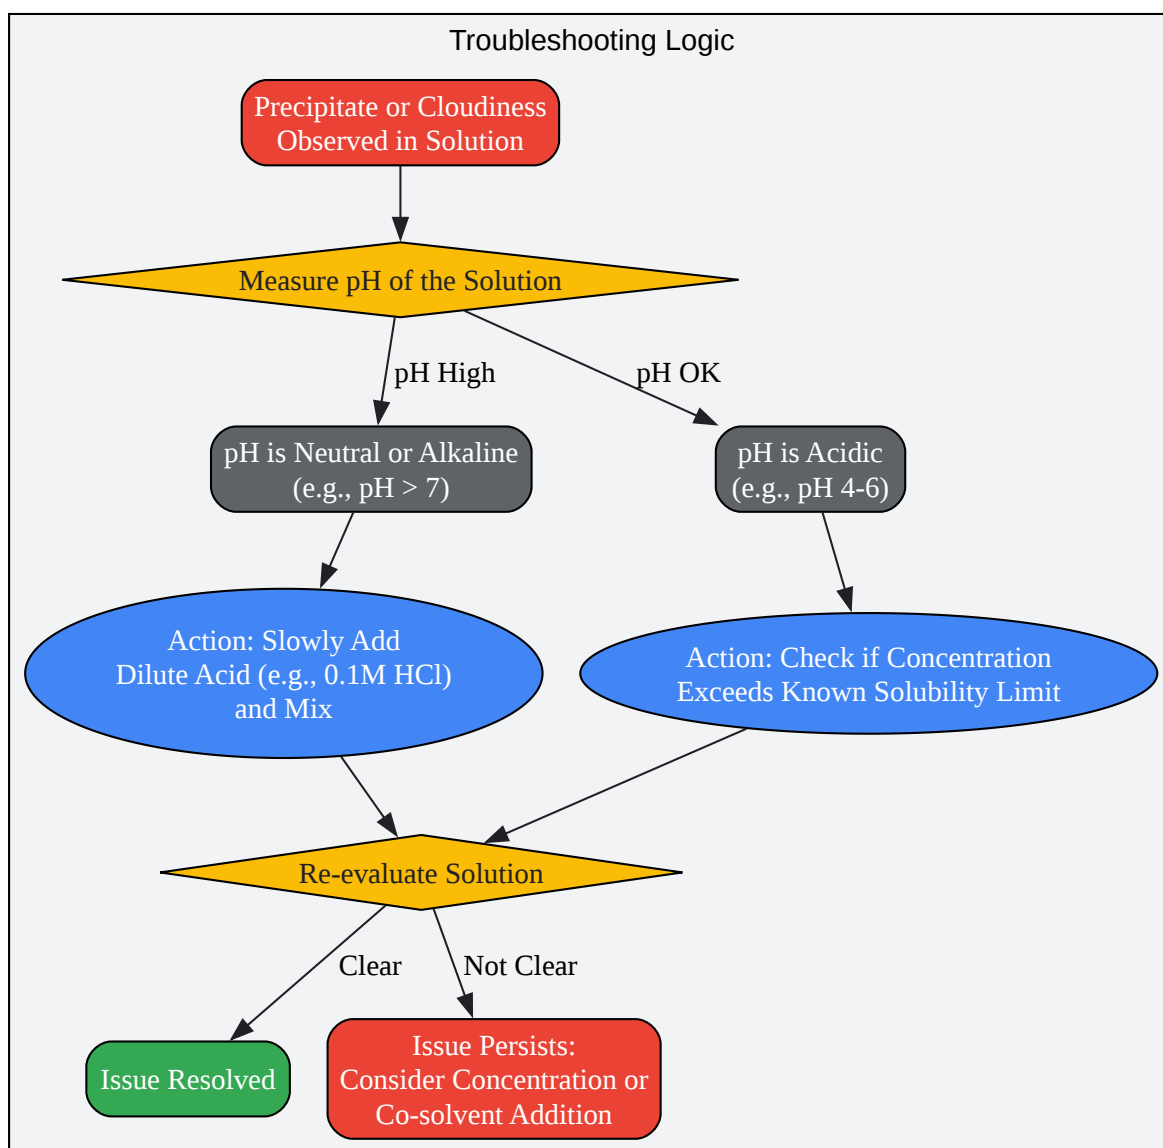 Troubleshooting Logic
Precipitate or Cloudiness
Observed in Solution
Measure pH of the Solution
pH High
pH OK
pH is Neutral or Alkaline
(e.g., pH > 7)
pH is Acidic
(e.g., pH 4-6)
Action: Slowly Add
Dilute Acid (e.g., 0.1M HCl)
and Mix
Action: Check if Concentration
Exceeds Known Solubility Limit
Re-evaluate Solution
Clear
Not Clear
Issue Resolved
Issue Persists:
Consider Concentration or
Co-solvent Addition